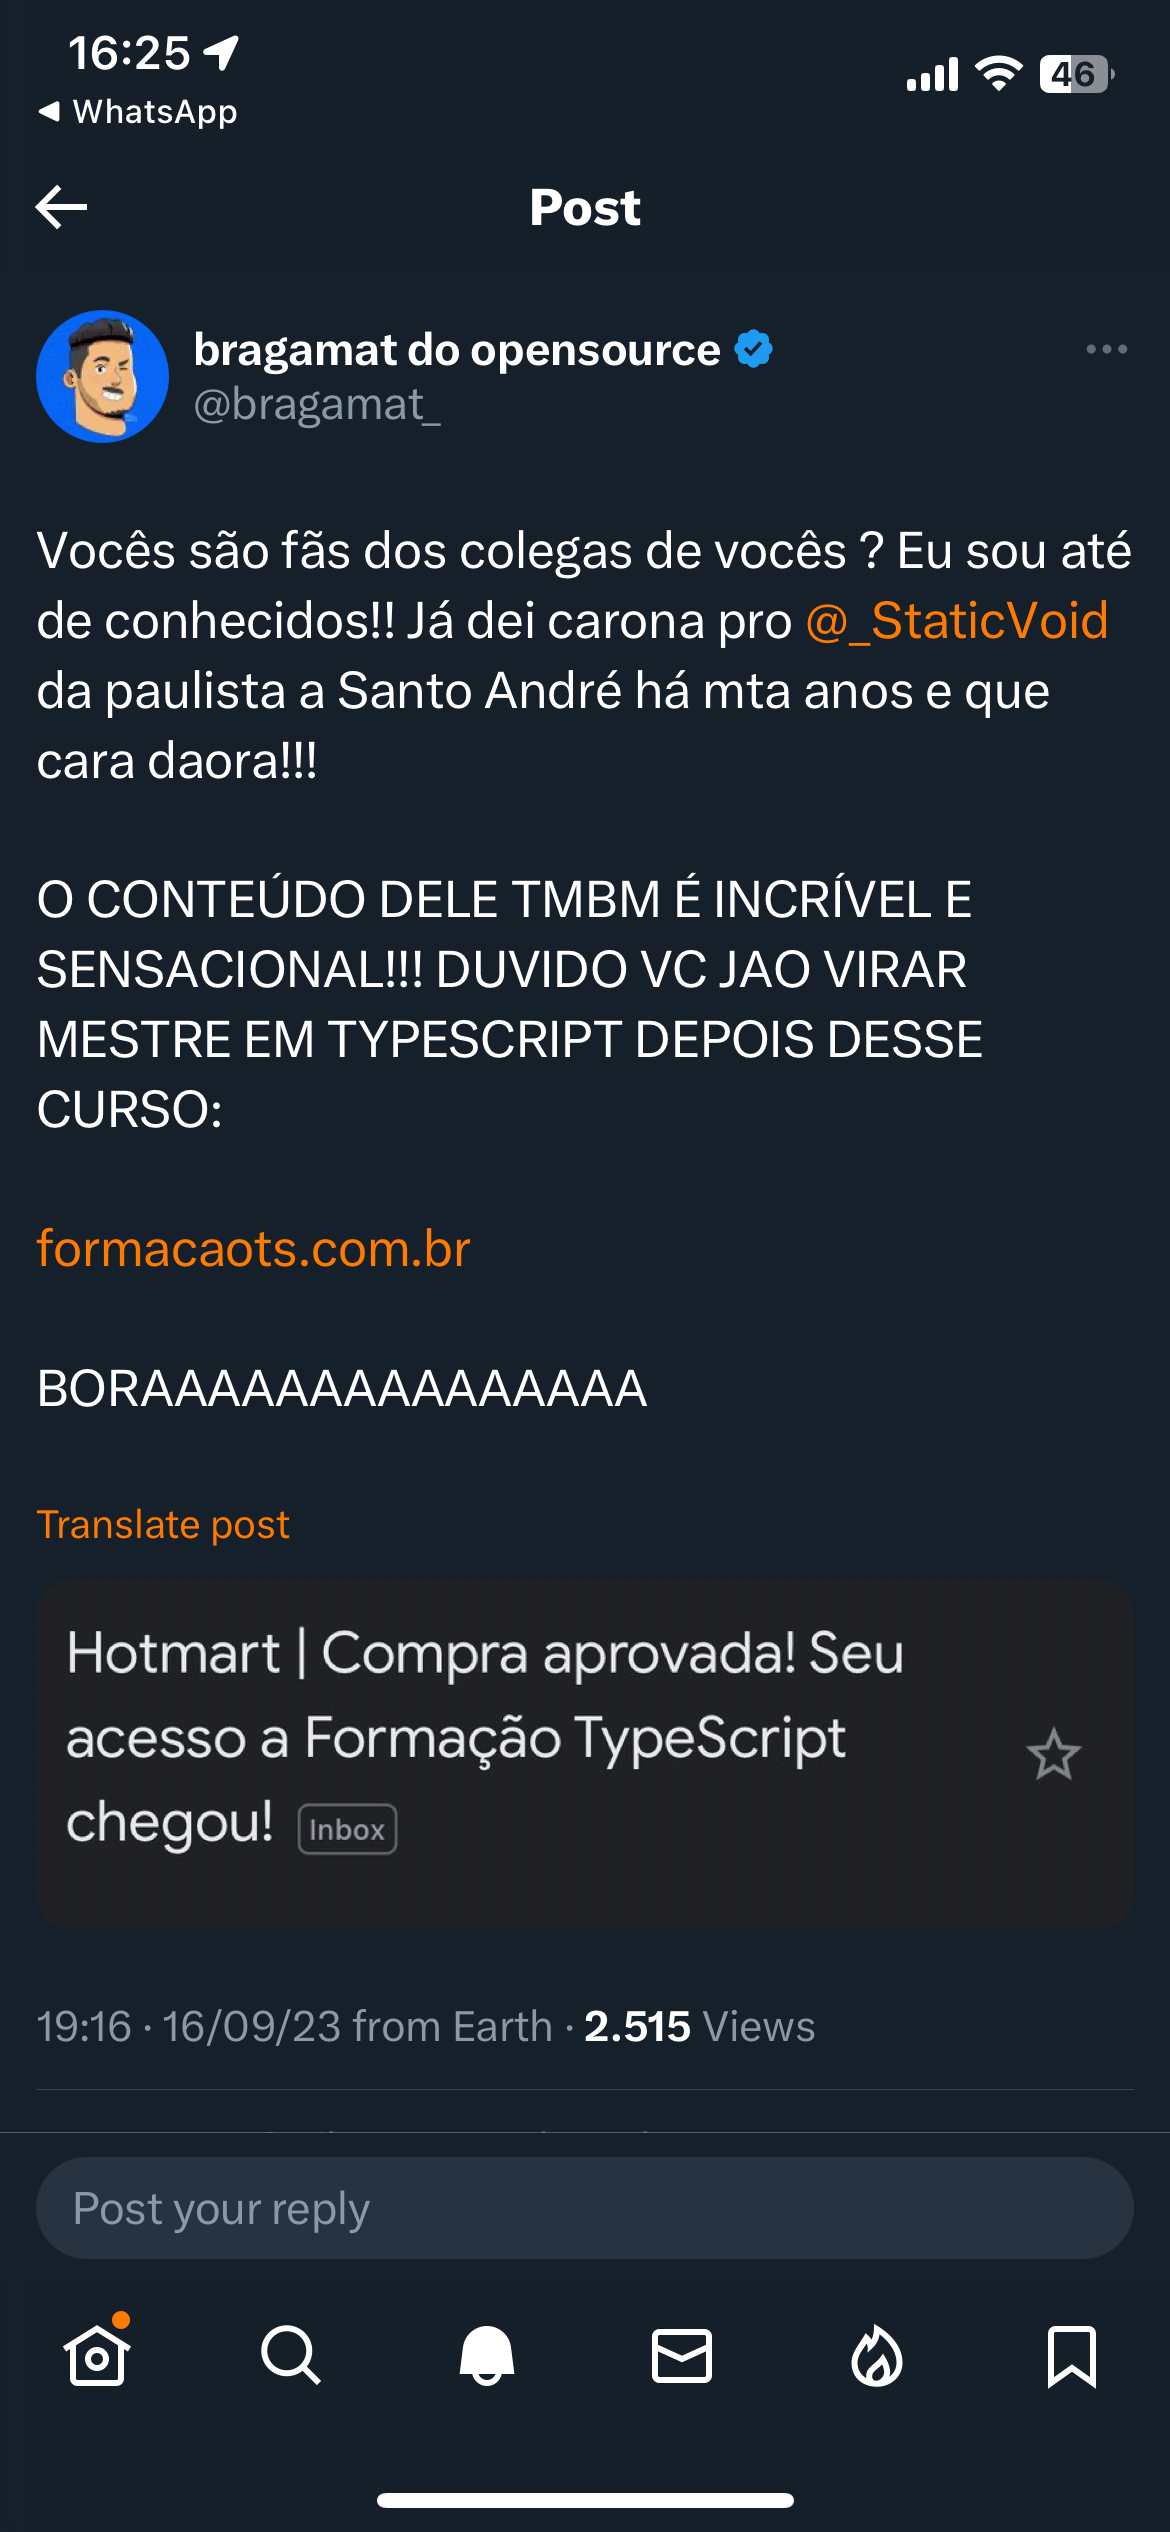 16:25
WhatsApp
46
Post
bragamat do opensource
@bragamat_
Vocês são fãs dos colegas de vocês ? Eu sou até
de conhecidos!! Já dei carona pro @_StaticVoid
da paulista a Santo André há mta anos e que
cara daora!!!
O CONTEÚDO DELE TMBM É INCRÍVEL E
SENSACIONAL!!! DUVIDO VC JAO VIRAR
MESTRE EM TYPESCRIPT DEPOIS DESSE
CURSO:
formacaots.com.br
BORAAAAAAAAAAAAAAA
Translate post
Hotmart | Compra aprovada! Seu
acesso a Formação TypeScript
chegou! Inbox
19:16 · 16/09/23 from Earth · 2.515 Views
Post your reply